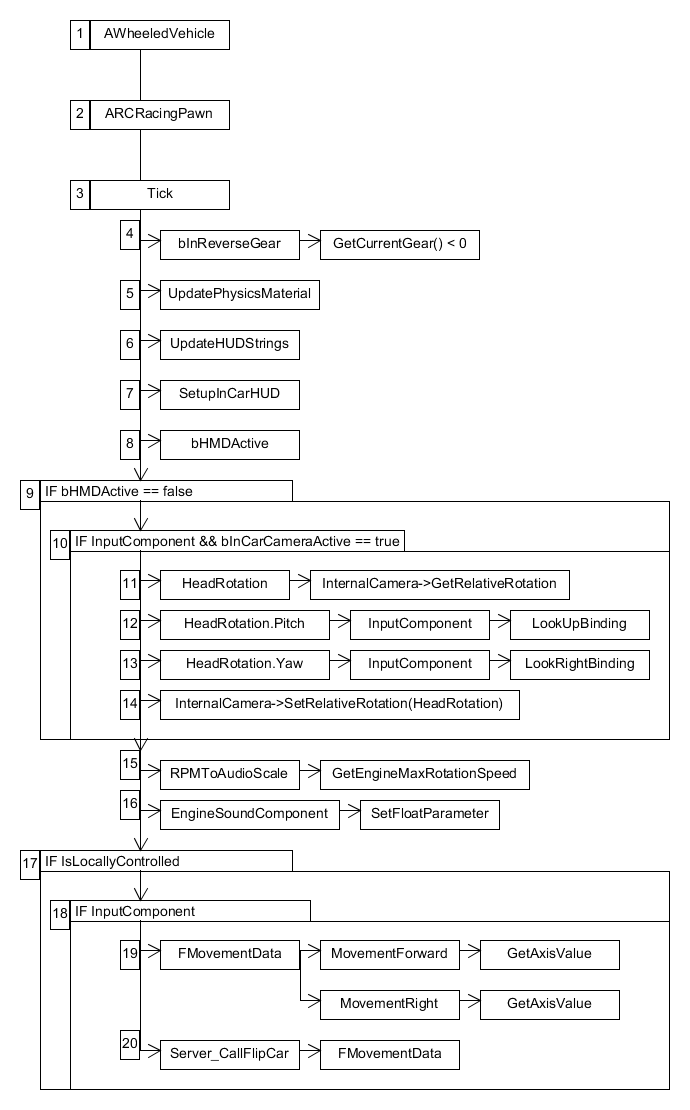 1 AWheeledVehicle
2 ARCRacingPawn
3 Tick
4 bInReverseGear GetCurrentGear() < 0
5 UpdatePhysicsMaterial
6 UpdateHUDStrings
7 SetupInCarHUD
8 bHMDActive
9 IF bHMDActive == false
10 IF InputComponent && bInCarCameraActive == true
11 HeadRotation InternalCamera->GetRelativeRotation
12 HeadRotation.Pitch InputComponent LookUpBinding
13 HeadRotation.Yaw InputComponent LookRightBinding
14 InternalCamera->SetRelativeRotation(HeadRotation)
15 RPMToAudioScale GetEngineMaxRotationSpeed
16 EngineSoundComponent SetFloatParameter
17 IF IsLocallyControlled
18 IF InputComponent
19 FMovementData MovementForward GetAxisValue
MovementRight GetAxisValue
20 Server_CallFlipCar FMovementData